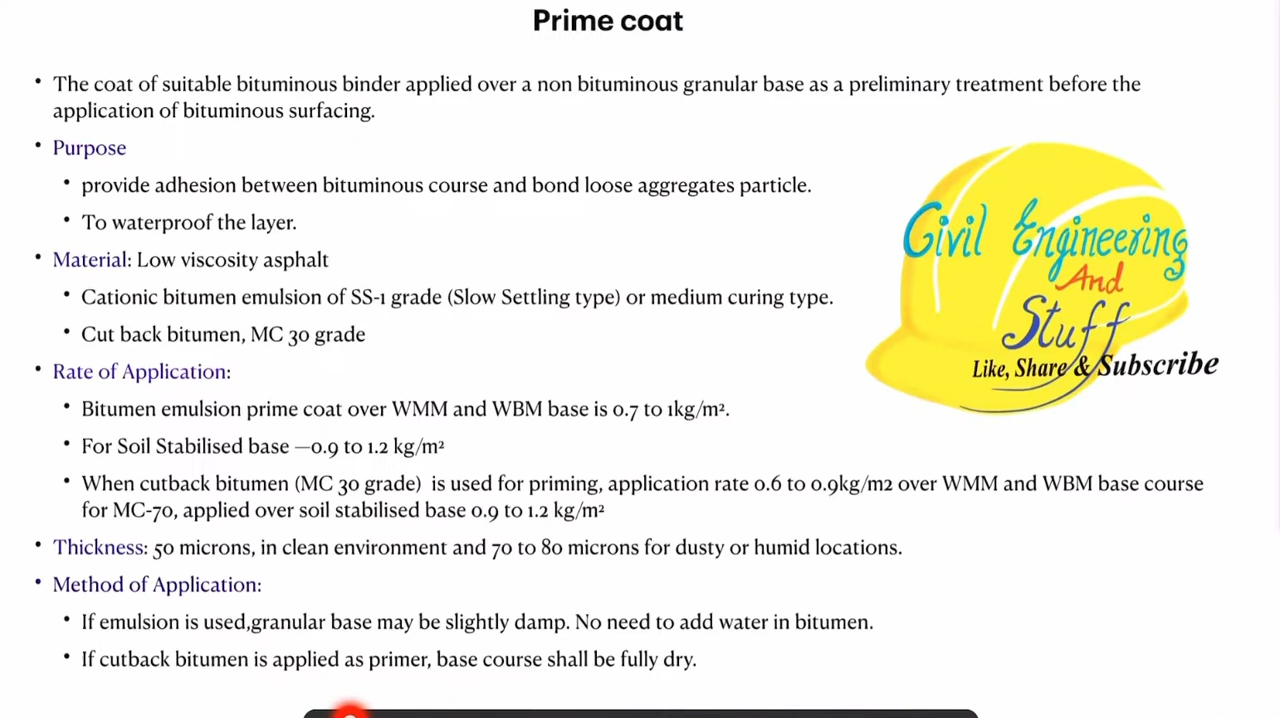 Prime coat
• The coat of suitable bituminous binder applied over a non bituminous granular base as a preliminary treatment before the
application of bituminous surfacing.
• Purpose
• provide adhesion between bituminous course and bond loose aggregates particle.
• To waterproof the layer.
• Material: Low viscosity asphalt
• Cationic bitumen emulsion of SS-1 grade (Slow Settling type) or medium curing type.
• Cut back bitumen, MC 30 grade
• Rate of Application:
• Bitumen emulsion prime coat over WMM and WBM base is 0.7 to 1kg/m².
• For Soil Stabilised base —0.9 to 1.2 kg/m²
• When cutback bitumen (MC 30 grade) is used for priming, application rate 0.6 to 0.9kg/m2 over WMM and WBM base course
for MC-70, applied over soil stabilised base 0.9 to 1.2 kg/m²
• Thickness: 50 microns, in clean environment and 70 to 80 microns for dusty or humid locations.
• Method of Application:
• If emulsion is used,granular base may be slightly damp. No need to add water in bitumen.
• If cutback bitumen is applied as primer, base course shall be fully dry.
Civil Engineering
And
Stuff
Like, Share & Subscribe